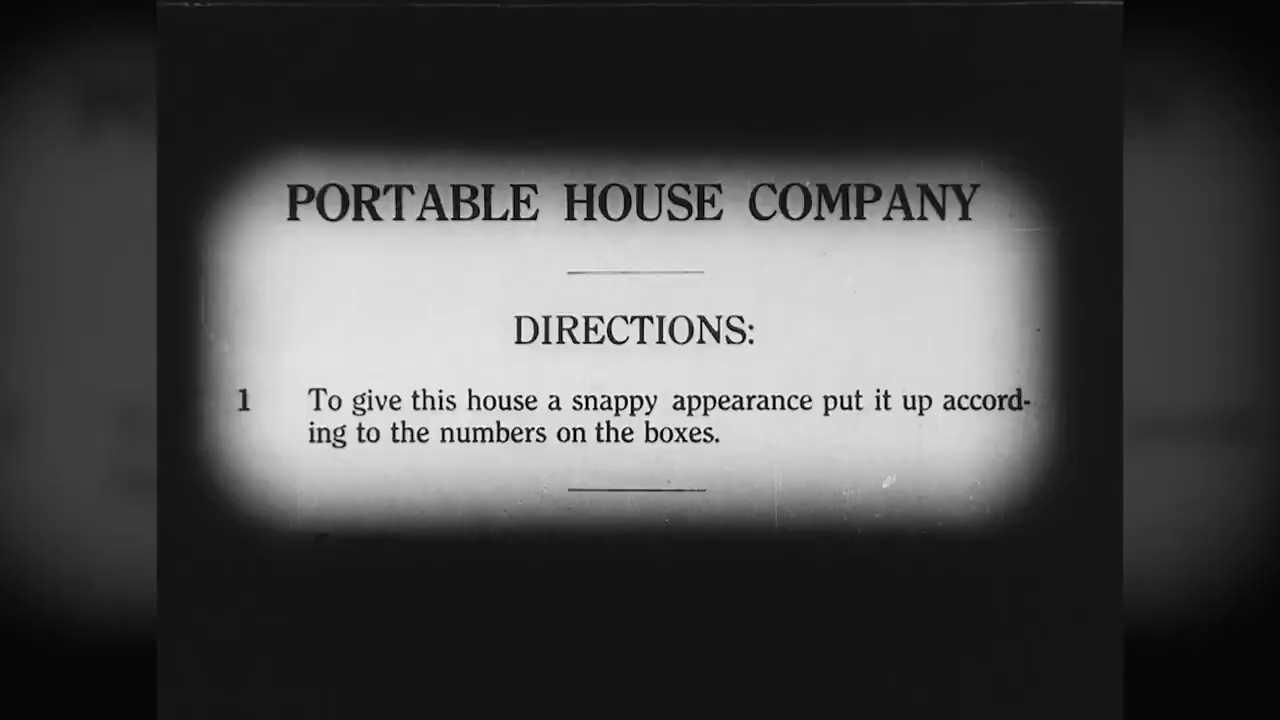 PORTABLE HOUSE COMPANY
DIRECTIONS:
1 To give this house a snappy appearance put it up accord-
ing to the numbers on the boxes.